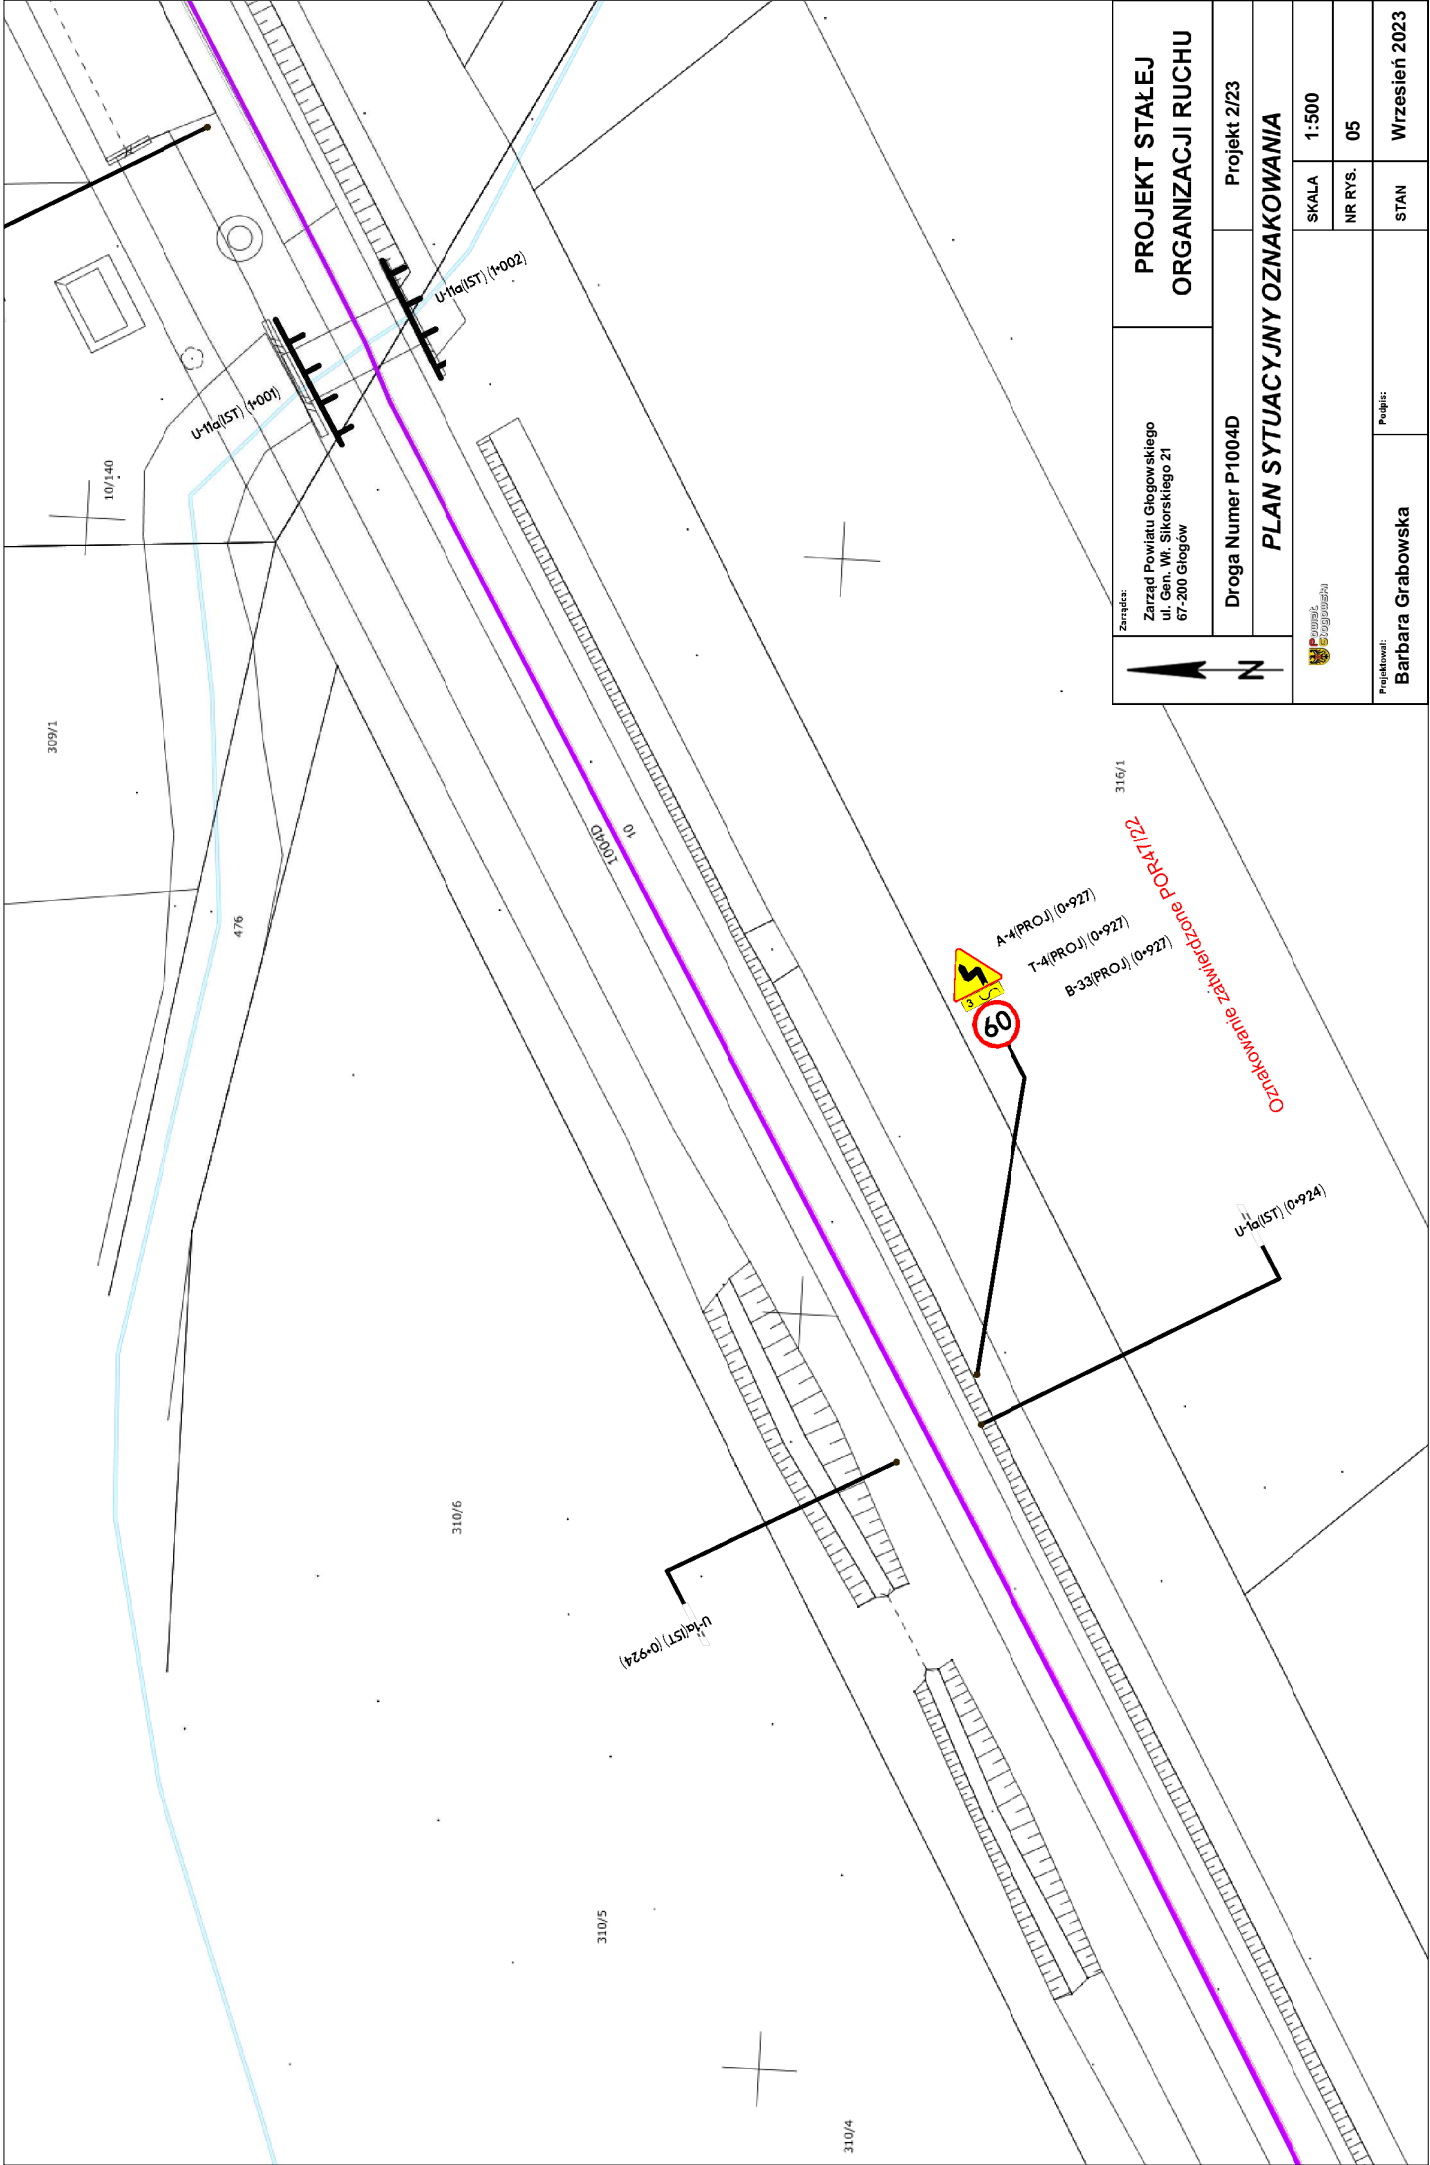 U-11a(IST) (1+001)
U-11a(IST) (1+002)
10/140
309/1
476
1004D
10
316/1
A-4(PROJ) (0+927)
T-4(PROJ) (0+927)
B-33(PROJ) (0+927)
3
60
Oznakowanie zatwierdzone POR47/22
U-1a(IST) (0+924)
U-1a(IST) (0+924)
310/6
310/5
310/4
Zarządca:
Zarząd Powiatu Głogowskiego
ul. Gen. Wł. Sikorskiego 21
67-200 Głogów
PROJEKT STAŁEJ
ORGANIZACJI RUCHU
Droga Numer P1004D
Projekt 2/23
PLAN SYTUACYJNY OZNAKOWANIA
N
Powiat
Głogowski
SKALA
1:500
NR RYS.
05
Projektował:
Barbara Grabowska
Podpis:
STAN
Wrzesień 2023